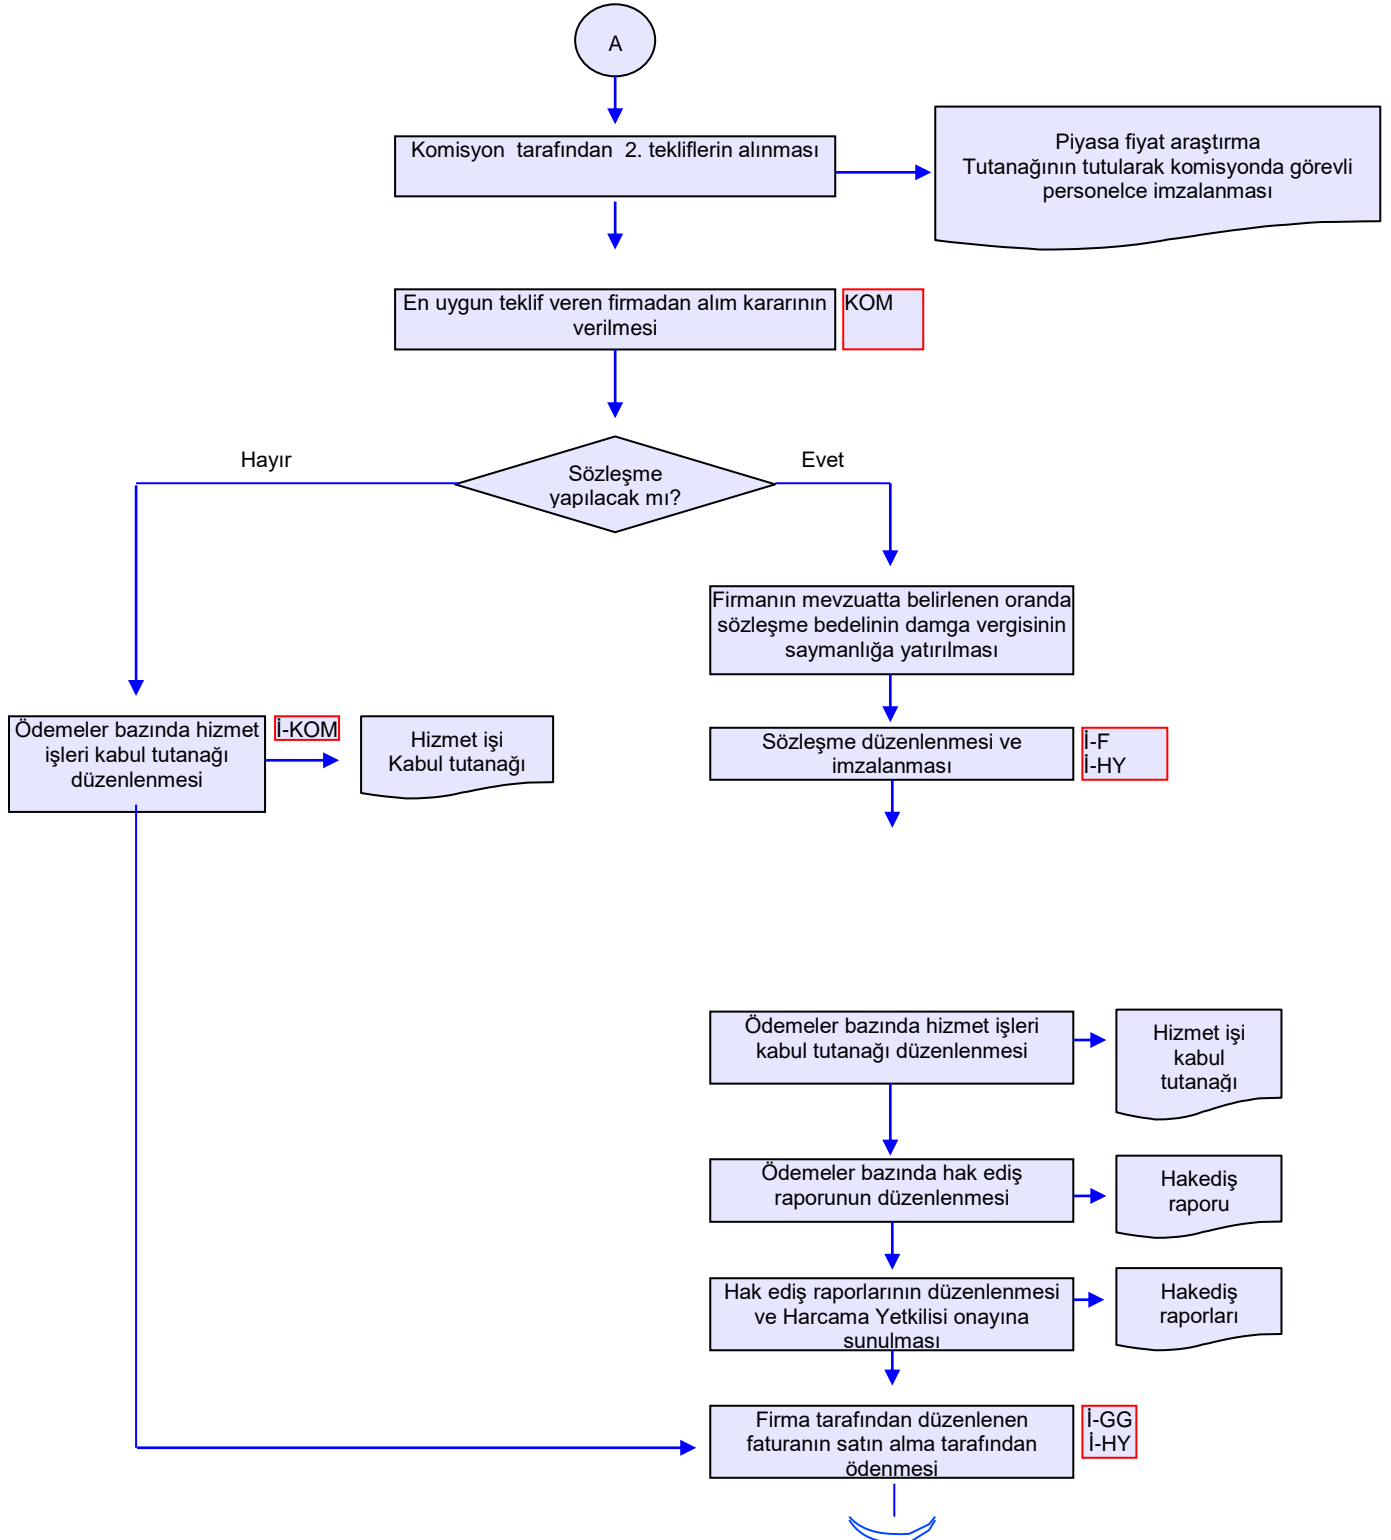 A
Komisyon tarafından 2. tekliflerin alınması
Piyasa fiyat araştırma
Tutanağının tutularak komisyonda görevli
personelce imzalanması
En uygun teklif veren firmadan alım kararının
verilmesi
KOM
Hayır
Evet
Sözleşme
yapılacak mı?
Firmanın mevzuatta belirlenen oranda
sözleşme bedelinin damga vergisinin
saymanlığa yatırılması
Ödemeler bazında hizmet
işleri kabul tutanağı
düzenlenmesi
İ-KOM
Hizmet işi
Kabul tutanağı
Sözleşme düzenlenmesi ve
imzalanması
İ-F
İ-HY
Ödemeler bazında hizmet işleri
kabul tutanağı düzenlenmesi
Hizmet işi
kabul
tutanağı
Ödemeler bazında hak ediş
raporunun düzenlenmesi
Hakediş
raporu
Hak ediş raporlarının düzenlenmesi
ve Harcama Yetkilisi onayına
sunulması
Hakediş
raporları
Firma tarafından düzenlenen
faturanın satın alma tarafından
ödenmesi
İ-GG
İ-HY